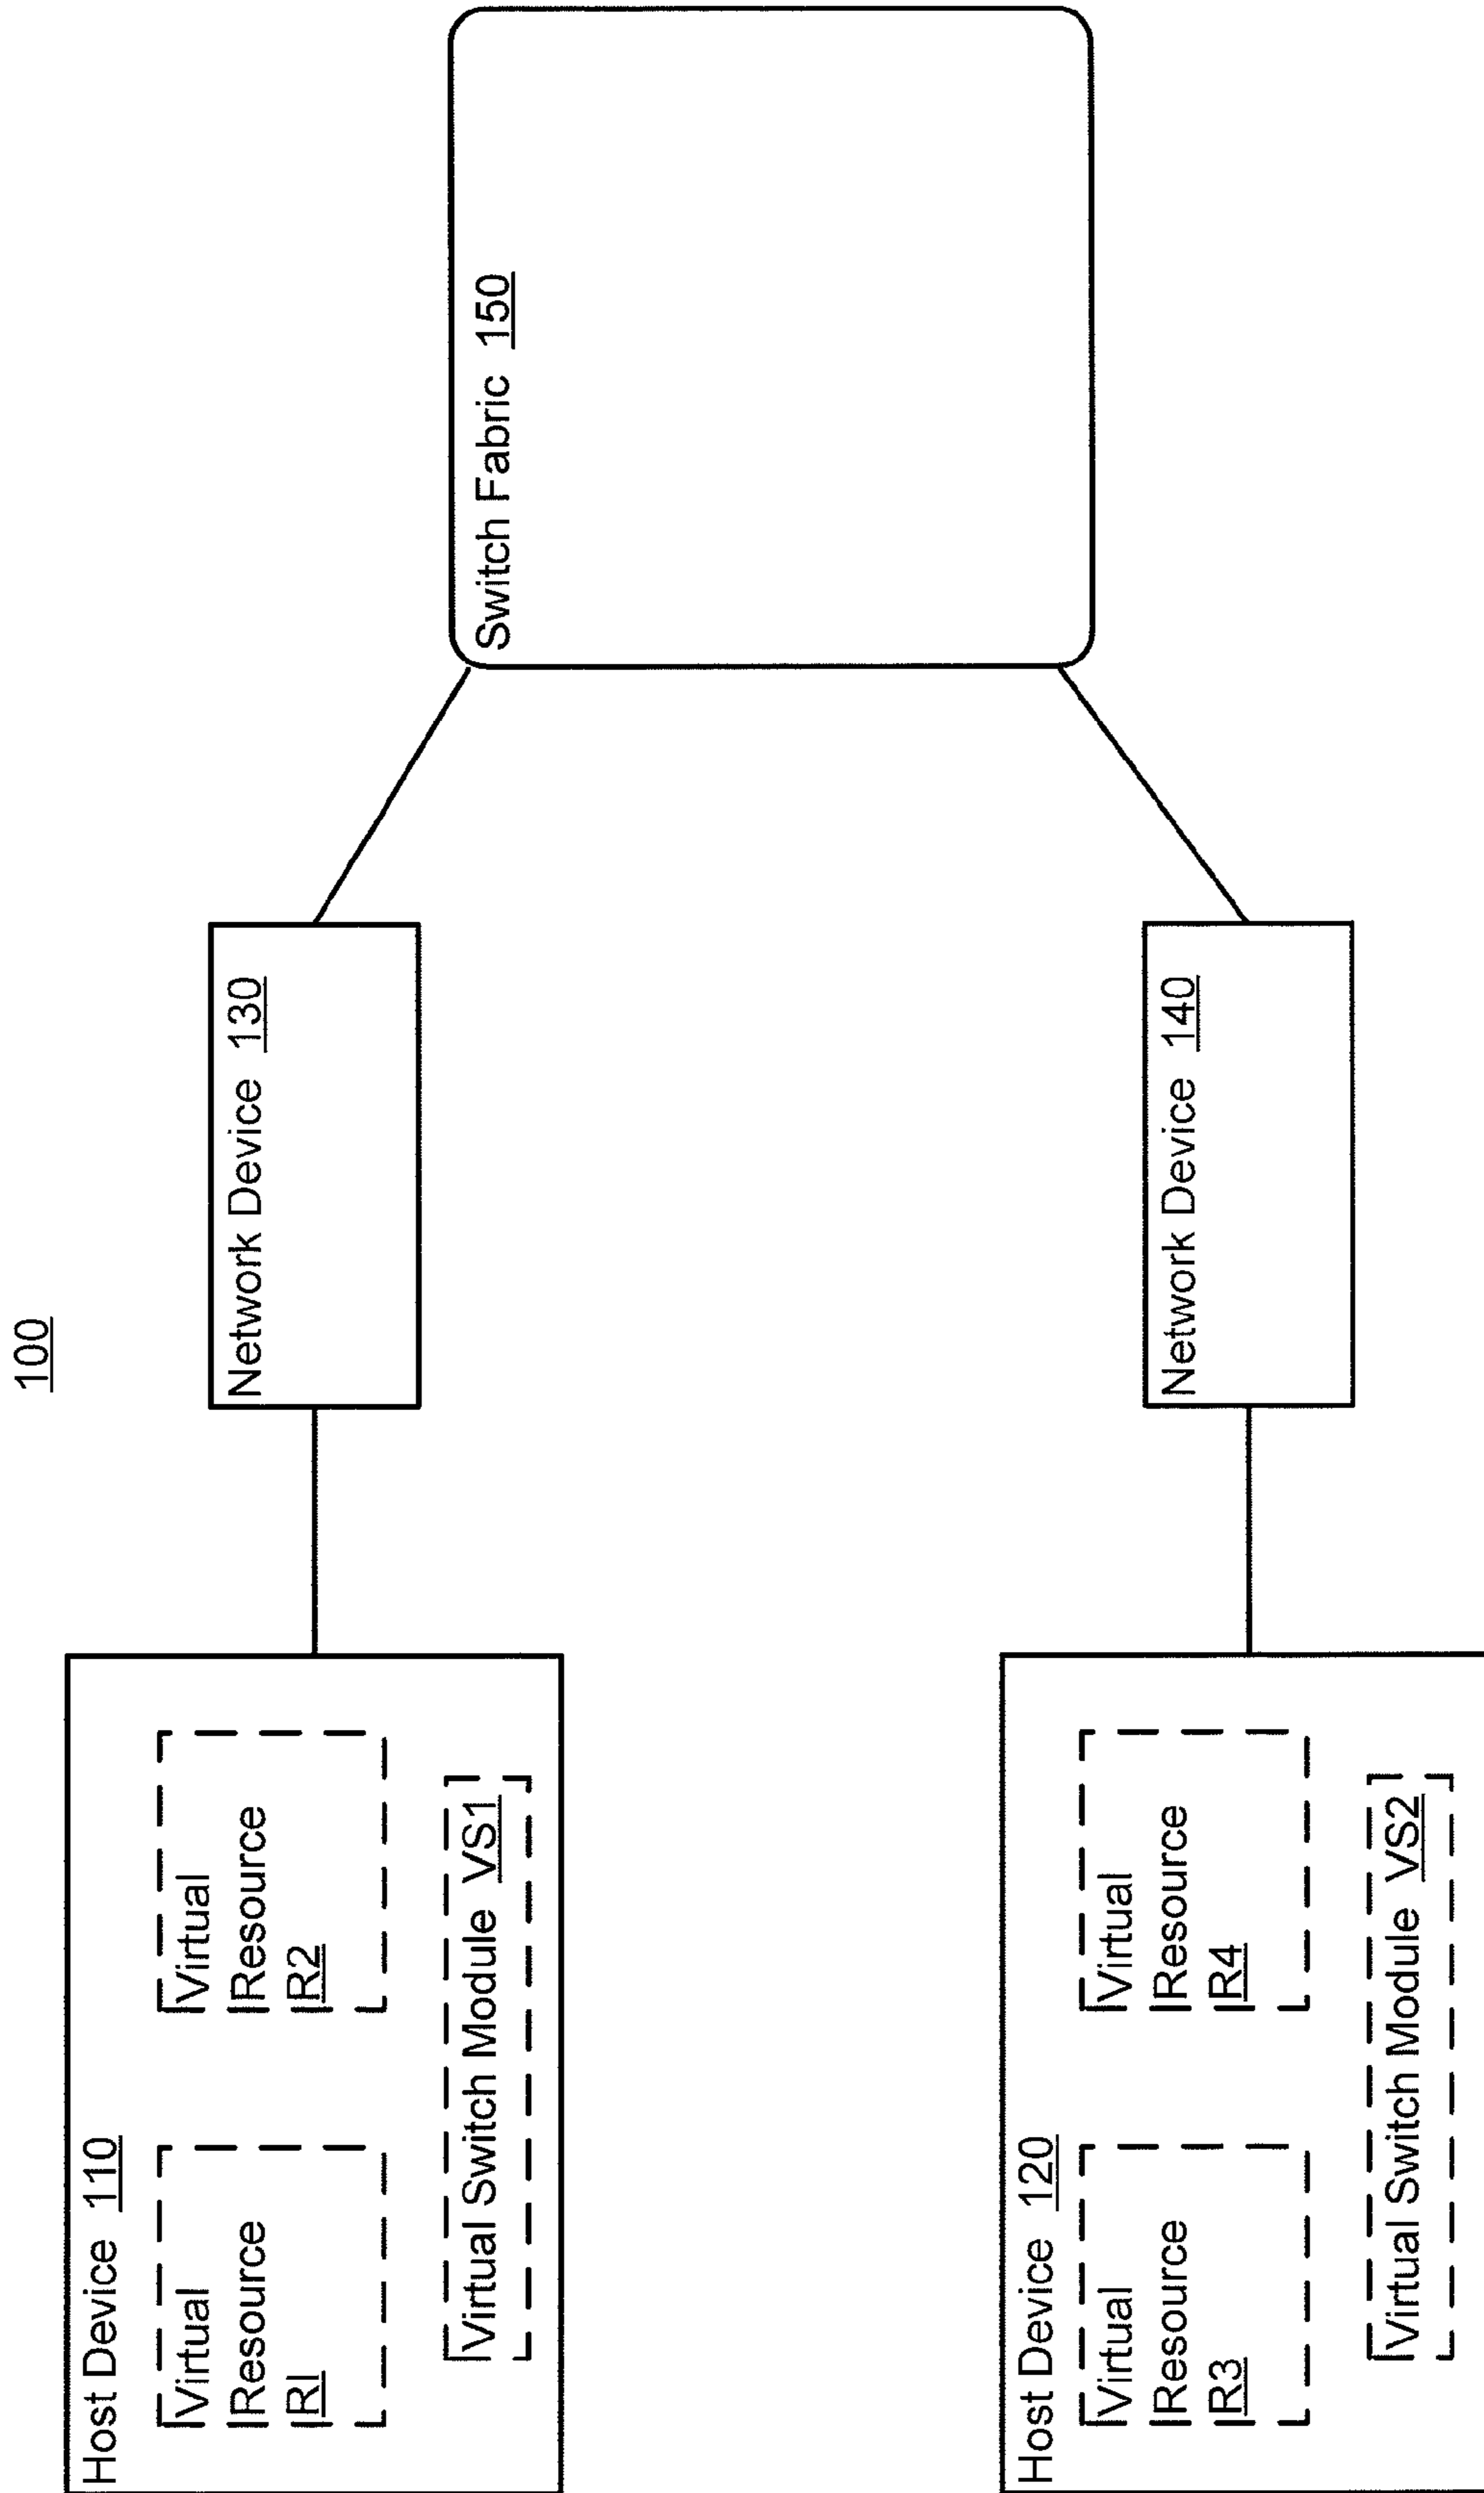 100
Host Device 110
Virtual
Resource
RI
Virtual
Resource
R2
Virtual Switch Module VS1
Network Device 130
Switch Fabric 150
Host Device 120
Virtual
Resource
R3
Virtual
Resource
R4
Virtual Switch Module VS2
Network Device 140